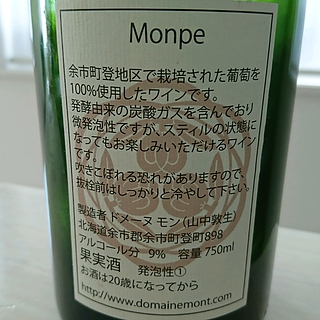 Monpe
余市町登地区で栽培された葡萄を
100%使用したワインです。
発酵由来の炭酸ガスを含んでおり
微発泡性ですが、スティルの状態に
なってもお楽しみいただけるワイン
です。
吹きこぼれる恐れがありますので、
抜栓前はしっかりと冷やして下さい。
製造者 ドメーヌ モン（山中敦生）
北海道余市郡余市町登898
アルコール分 9% 容量 750ml
果実酒 発泡性①
お酒は20歳になってから
http://www.domainemont.com/